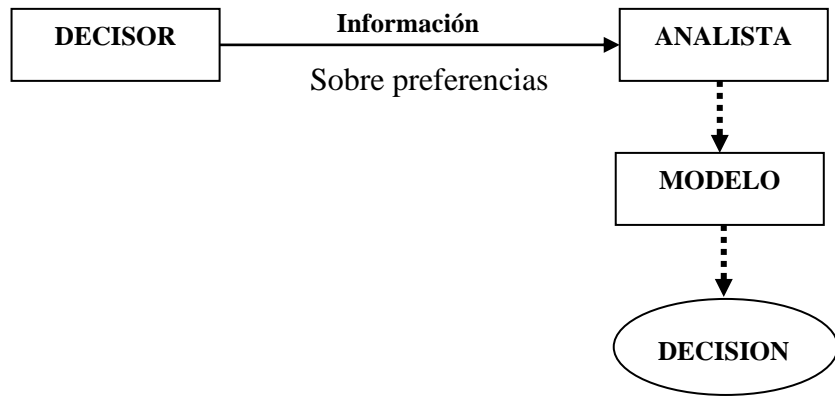 DECISOR
Información
Sobre preferencias
ANALISTA
MODELO
DECISION